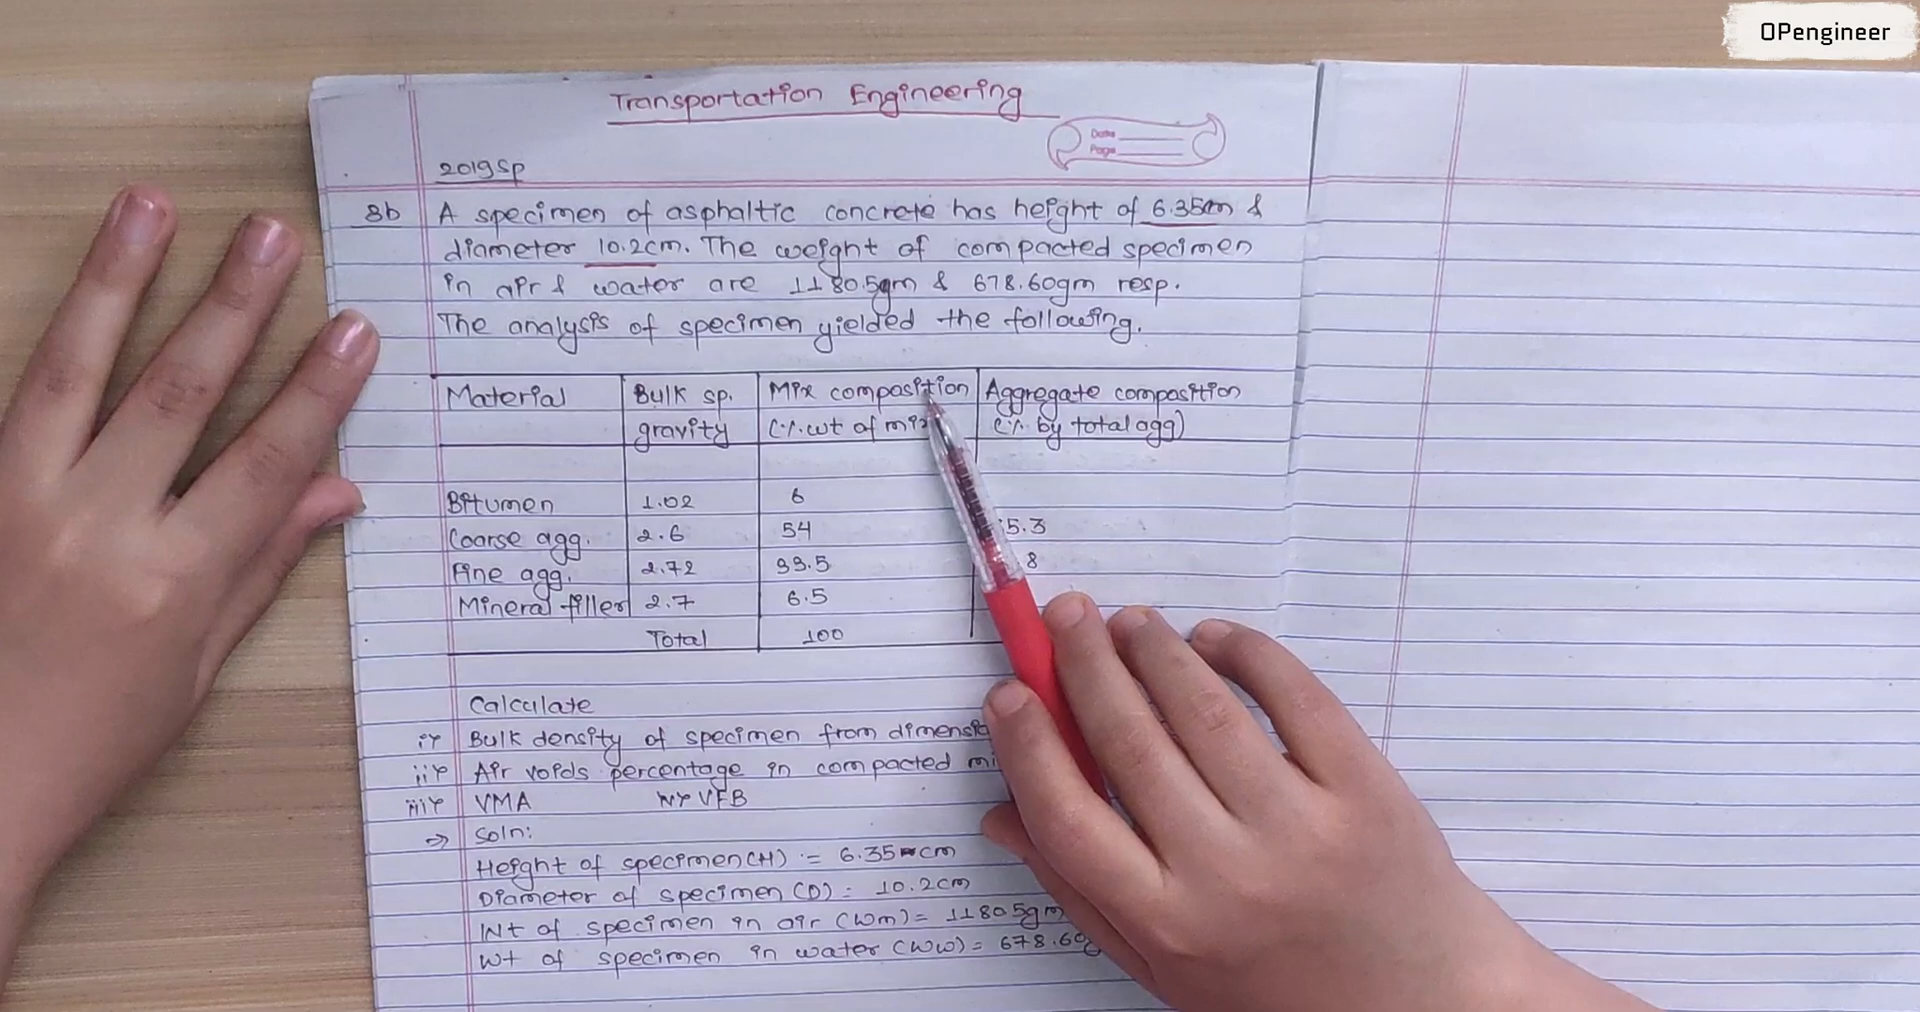 OPengineer
Transportation Engineering
Date
Page
2019 sp
8b A specimen of asphaltic concrete has height of 6.35cm &
diameter 10.2cm. The weight of compacted specimen
in air & water are 1180.5gm & 678.60gm resp.
The analysis of specimen yielded the following.
Material Bulk sp. gravity Mix composition (% wt of mix Aggregate composition (% by total agg)
Bitumen 1.02 6
Coarse agg. 2.6 54 5.3
Fine agg. 2.72 33.5 8
Mineral filler 2.7 6.5
Total 100
Calculate
i> Bulk density of specimen from
ii> Air voids percentage in compacted
iii> VMA iv> VFB
=> Soln:
Height of specimen (H) = 6.35 cm
Diameter of specimen (D) = 10.2cm
Wt of specimen in air (Wm) = 1180.5gm
Wt of specimen in water (Ww) = 678.60